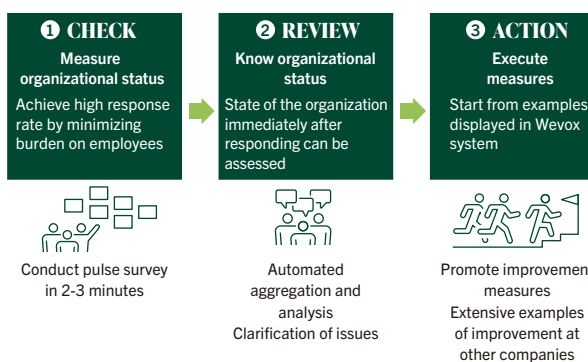 1 CHECK
Measure
organizational status
Achieve high response
rate by minimizing
burden on employees
Conduct pulse survey
in 2-3 minutes
2 REVIEW
Know organizational
status
State of the organization
immediately after
responding can be
assessed
Automated
aggregation and
analysis
Clarification of issues
3 ACTION
Execute
measures
Start from examples
displayed in Wevox
system
Promote improvemen
measures
Extensive examples
of improvement at
other companies